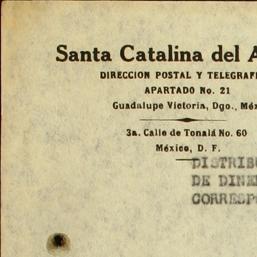 Santa Catalina del A
DIRECCION POSTAL Y TELEGRAFI
APARTADO No. 21
Guadalupe Victoria, Dgo., Méx
3a. Calle de Tonalá No. 60
México, D. F.
DISTRIBU
DE DINE
CORRESP